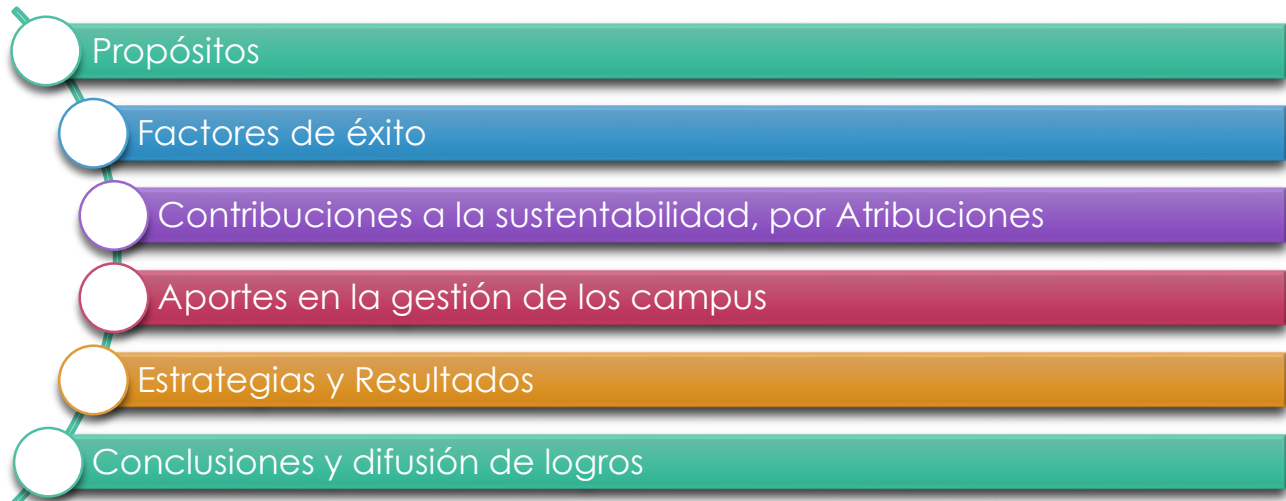 Propósitos
Factores de éxito
Contribuciones a la sustentabilidad, por Atribuciones
Aportes en la gestión de los campus
Estrategias y Resultados
Conclusiones y difusión de logros